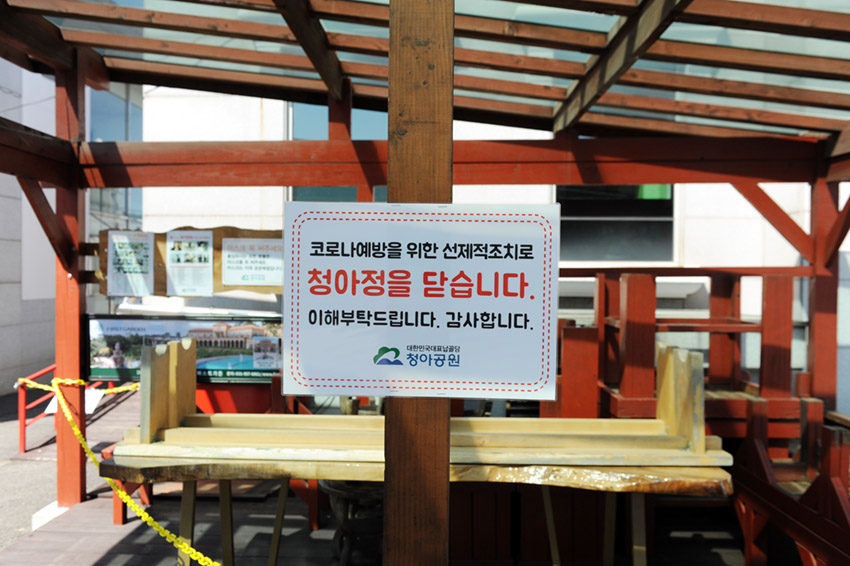 코로나예방을 위한 선제적조치로
청아정을 닫습니다.
이해부탁드립니다. 감사합니다.
대한민국대표납골당
청아공원